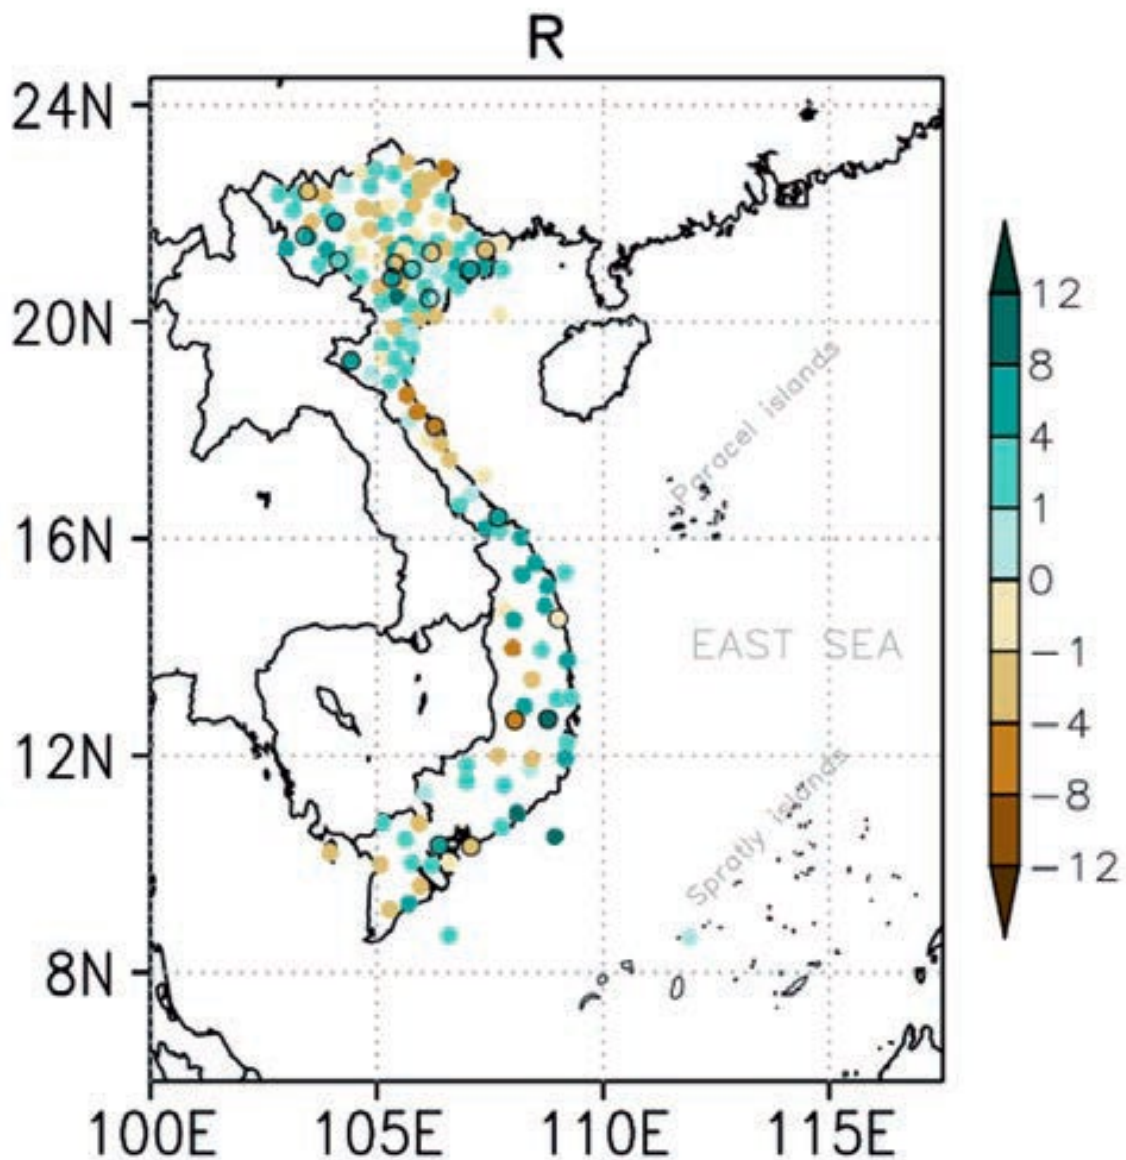 R
24N
20N
16N
12N
8N
100E
105E
110E
115E
Paracel islands
EAST SEA
Spratly islands
12
8
4
1
0
−1
−4
−8
−12